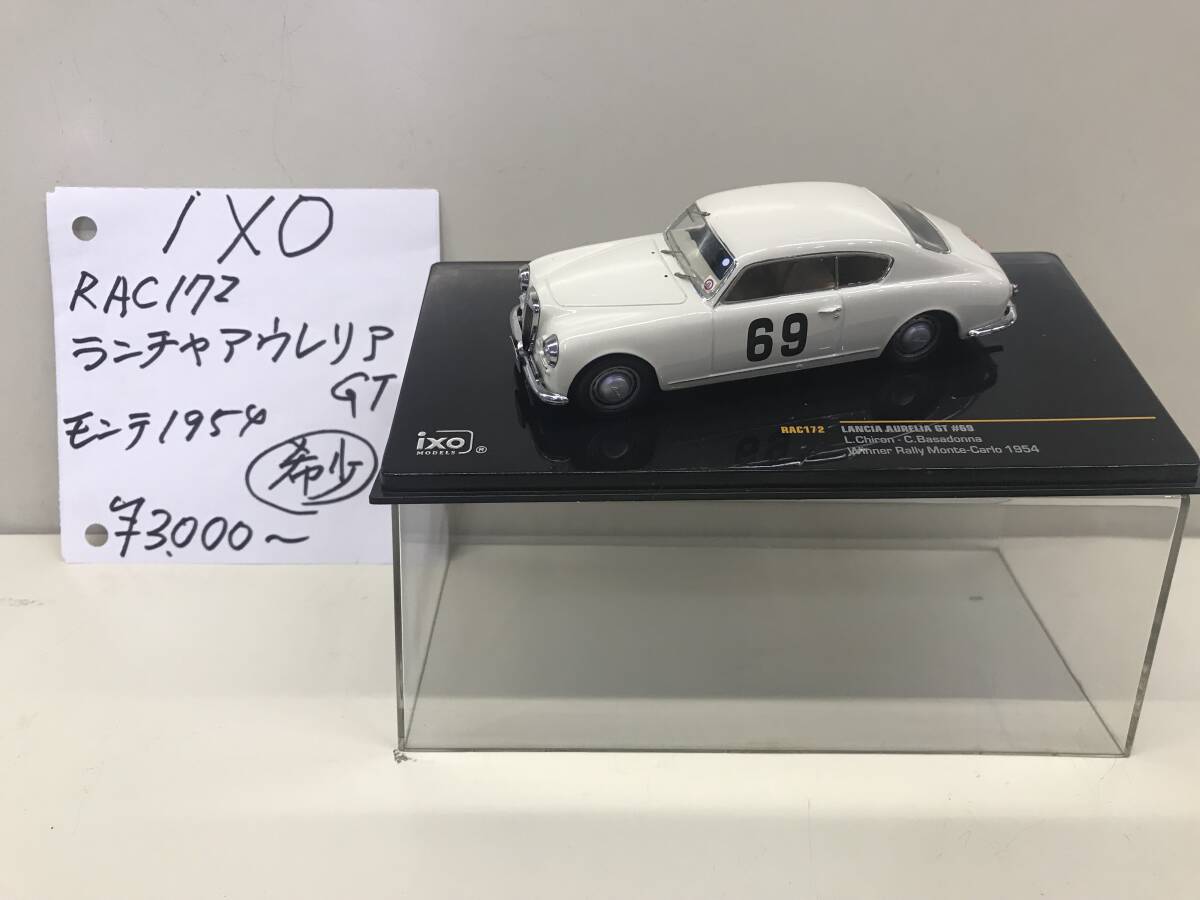 iXO
RAC172
ランチャアウレリア
GT
モンテ1954
希少
¥3,000～
69
ixo
MODELS
®
RAC172 LANCIA AURELIA GT #69
L.Chiron - C.Basadonna
Winner Rally Monte-Carlo 1954